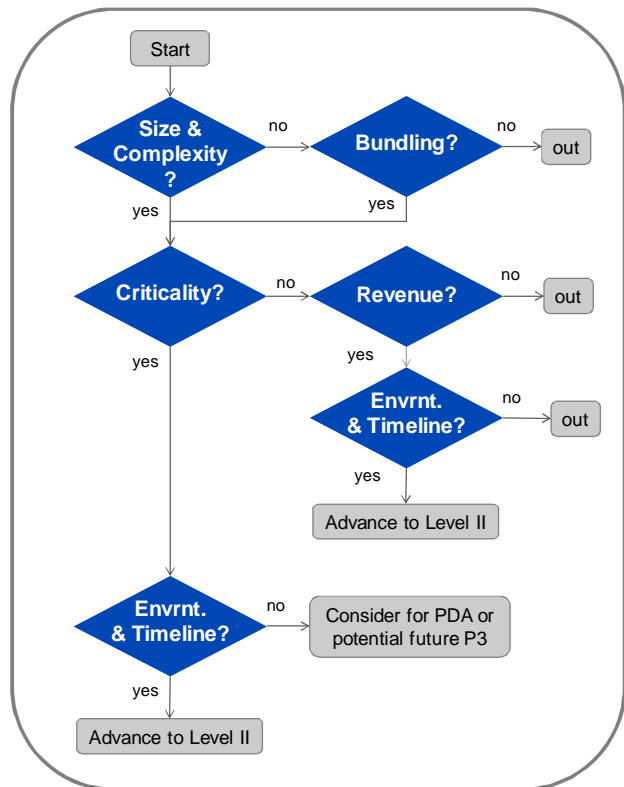 Start
Size &
Complexity
?
no
Bundling?
no
out
yes
yes
Criticality?
no
Revenue?
no
out
yes
yes
Envrnt.
& Timeline?
no
out
yes
Advance to Level II
Envrnt.
& Timeline?
no
Consider for PDA or
potential future P3
yes
Advance to Level II